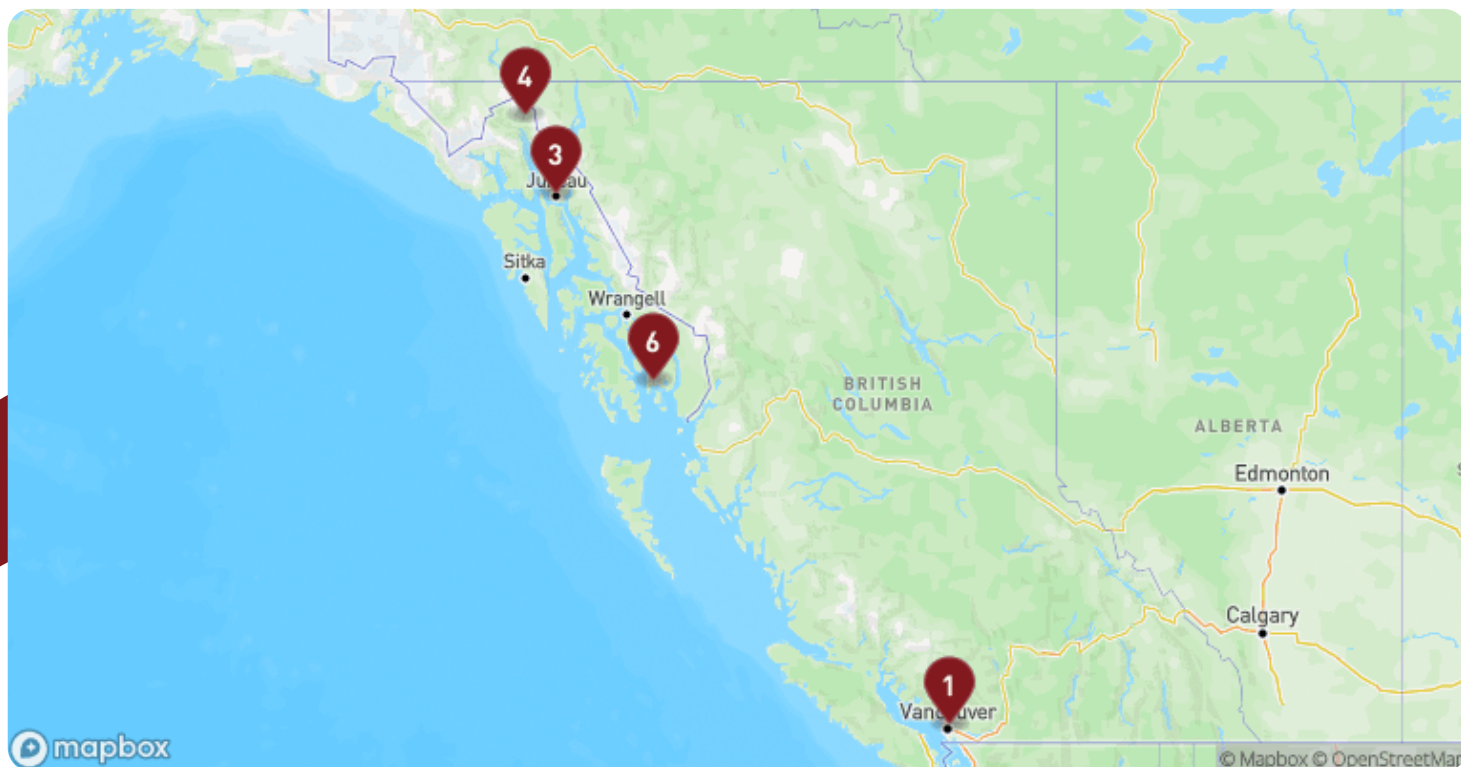 4
3
Juneau
Sitka
Wrangell
6
BRITISH
COLUMBIA
ALBERTA
Edmonton
Calgary
1
Vancouver
mapbox
© Mapbox © OpenStreetMap